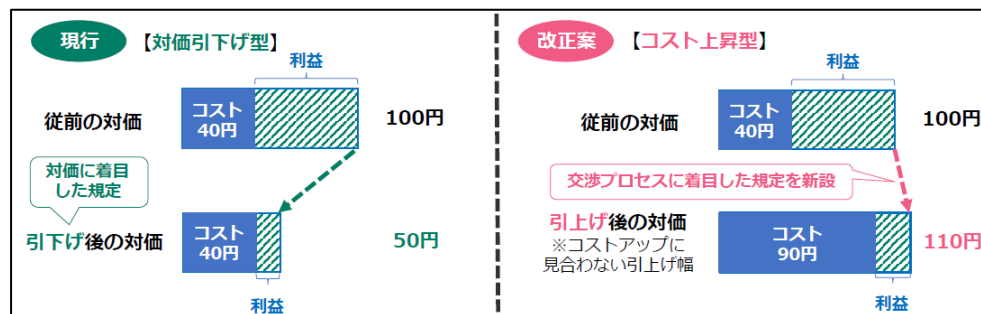 現行 【対価引下げ型】
利益
従前の対価
コスト
40円
100円
対価に着目
した規定
引下げ後の対価
コスト
40円
50円
利益
改正案 【コスト上昇型】
利益
従前の対価
コスト
40円
100円
交渉プロセスに着目した規定を新設
引上げ後の対価
※コストアップに
見合わない引上げ幅
コスト
90円
110円
利益